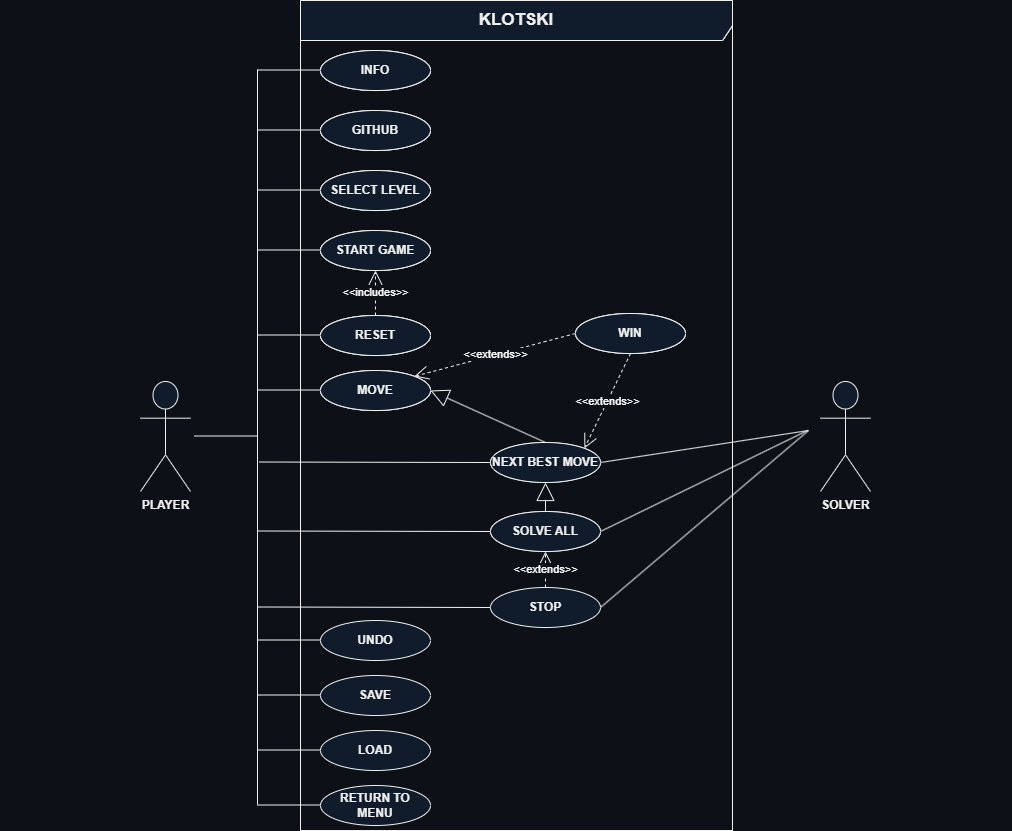 KLOTSKI
INFO
GITHUB
SELECT LEVEL
START GAME
<<includes>>
RESET
WIN
<<extends>>
MOVE
<<extends>>
NEXT BEST MOVE
PLAYER
SOLVER
SOLVE ALL
<<extends>>
STOP
UNDO
SAVE
LOAD
RETURN TO
MENU